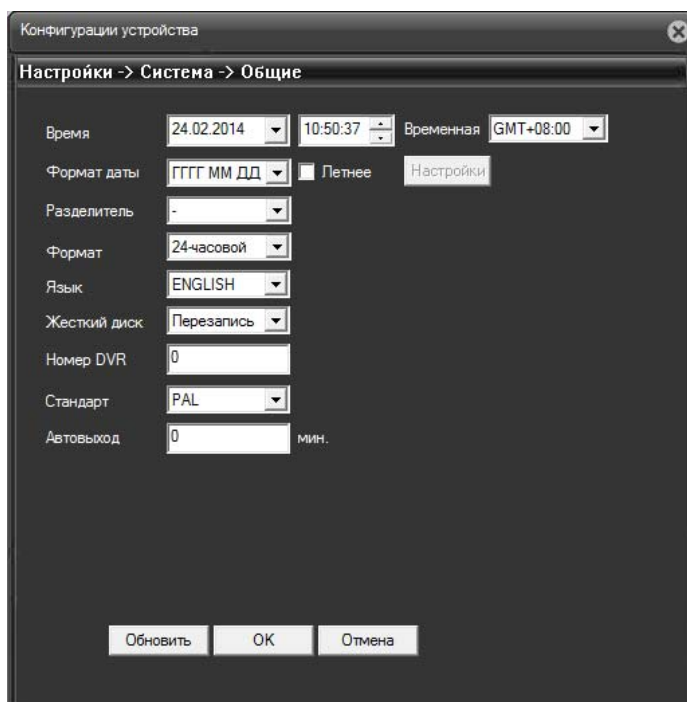 Конфигурации устройства
Настройки -> Система -> Общие
Время 24.02.2014 10:50:37 Временная GMT+08:00
Формат даты ГГГГ ММ ДД Летнее Настройки
Разделитель -
Формат 24-часовой
Язык ENGLISH
Жесткий диск Перезапись
Номер DVR 0
Стандарт PAL
Автовыход 0 мин.
Обновить OK Отмена